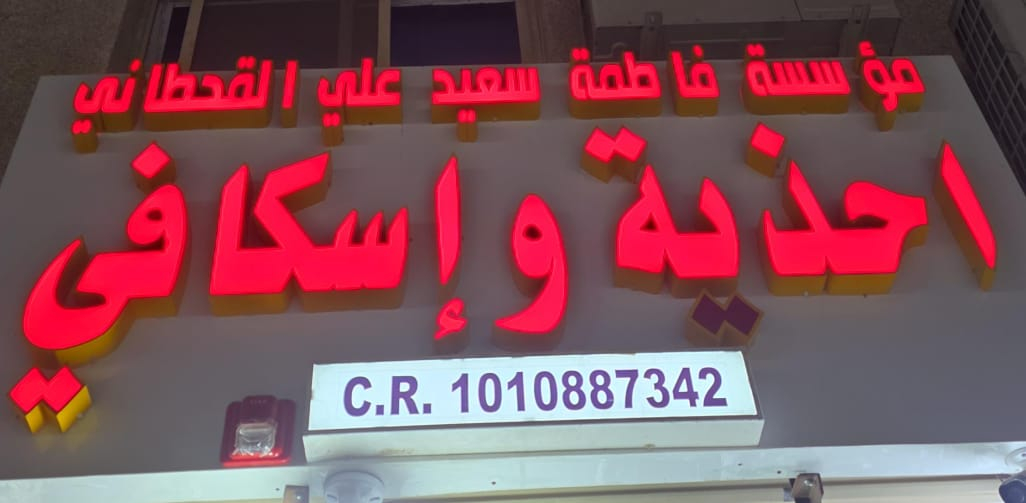 مؤسسة فاطمة سعيد علي القحطاني
احذية وإسكافي
C.R. 1010887342